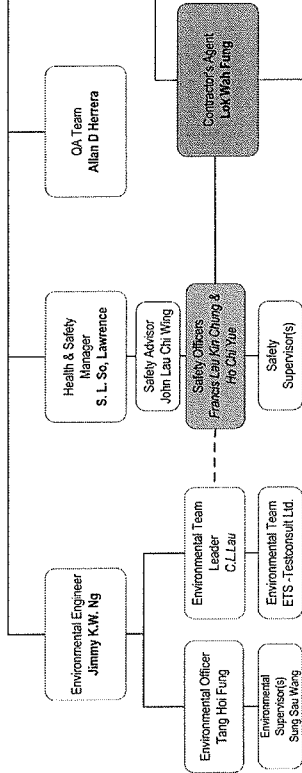 Environmental Engineer
Jimmy K.W. Ng
Environmental Officer
Tang Hoi Fung
Environmental
Supervisor(s)
Sung Sau Wang
Environmental Team
Leader
C.L.Lau
Environmental Team
ETS -Testconsult Ltd.
Health & Safety
Manager
S. L. So, Lawrence
Safety Advisor
John Lau Chi Wing
Safety Officers
Francis Lau Kin Chung &
Ho Chi Yue
Safety
Supervisor(s)
QA Team
Allan D Herrera
Contractor's Agent
Lok Wah Fung